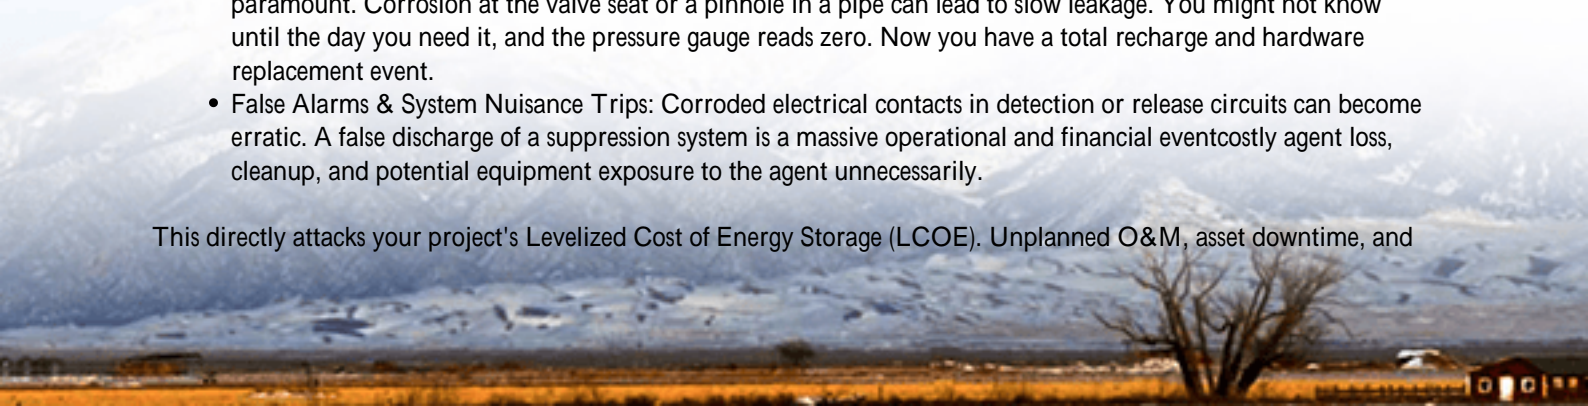 paramount. Corrosion at the valve seat or a pinhole in a pipe can lead to slow leakage. You might not know
until the day you need it, and the pressure gauge reads zero. Now you have a total recharge and hardware
replacement event.
• False Alarms & System Nuisance Trips: Corroded electrical contacts in detection or release circuits can become
erratic. A false discharge of a suppression system is a massive operational and financial eventcostly agent loss,
cleanup, and potential equipment exposure to the agent unnecessarily.
This directly attacks your project's Levelized Cost of Energy Storage (LCOE). Unplanned O&M, asset downtime, and